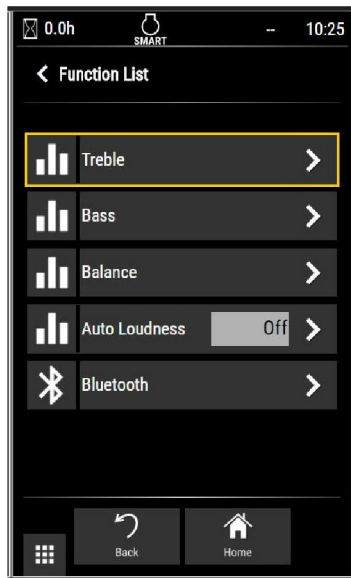 0.0h SMART -- 10:25
Function List
Treble
Bass
Balance
Auto Loudness Off
Bluetooth
Back Home